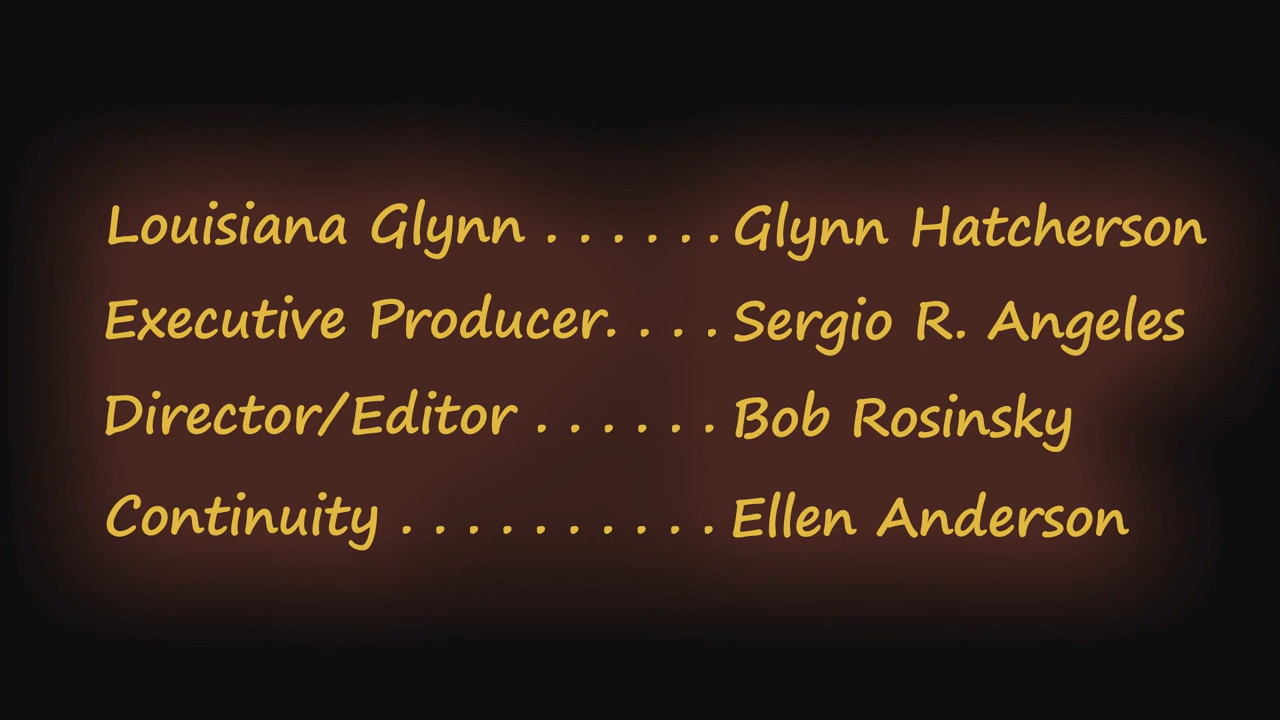 Louisiana Glynn . . . . . . Glynn Hatcherson
Executive Producer. . . . Sergio R. Angeles
Director/Editor . . . . . . Bob Rosinsky
Continuity . . . . . . . . . . Ellen Anderson